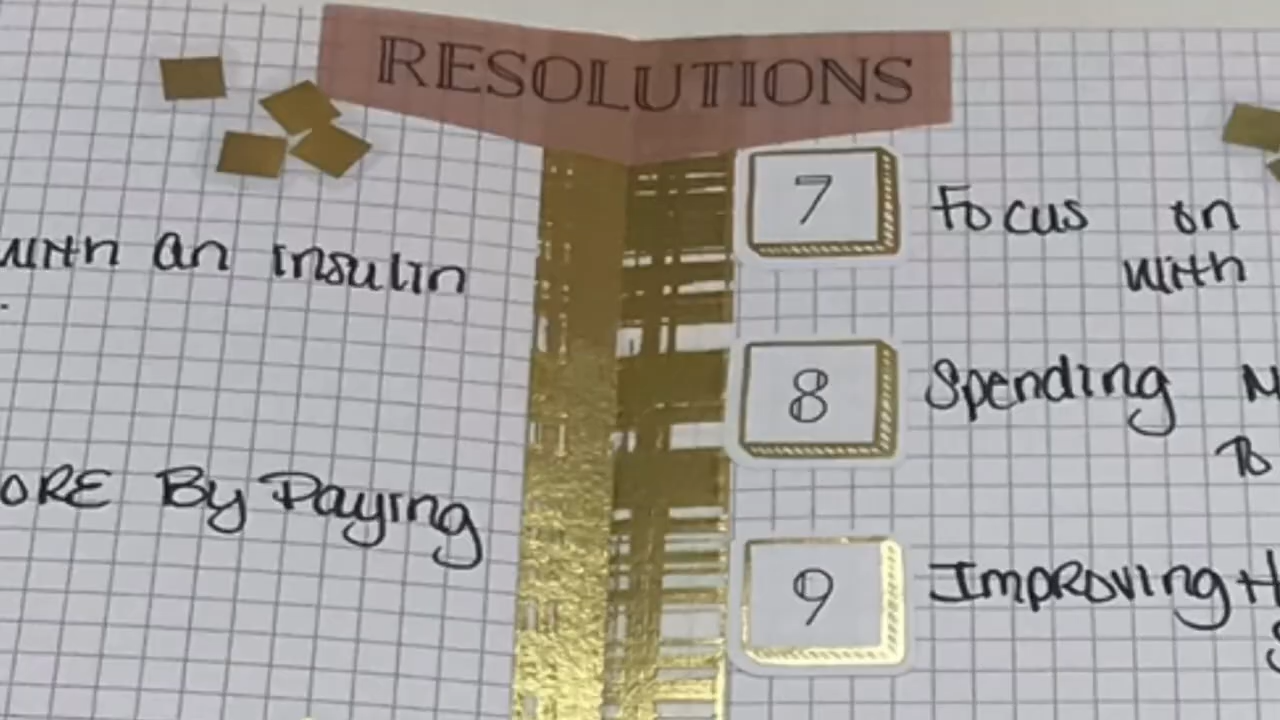 RESOLUTIONS
with an insulin
ORE By Paying
7
Focus on
with
8
Spending
To
9
Improving